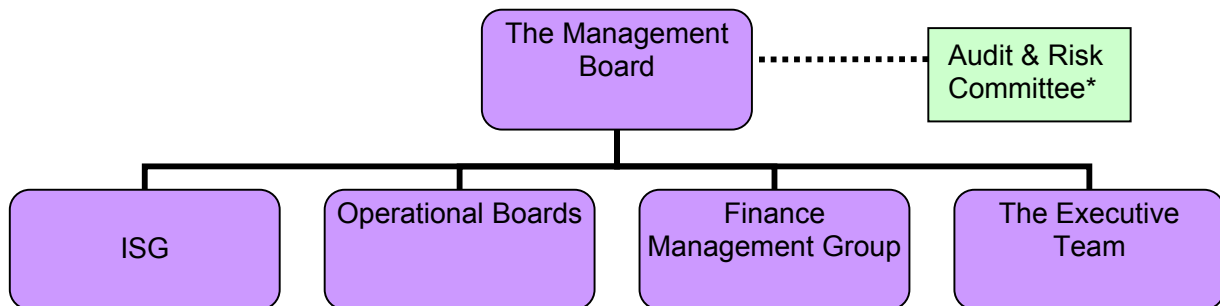 The Management
Board
Audit & Risk
Committee*
ISG
Operational Boards
Finance
Management Group
The Executive
Team